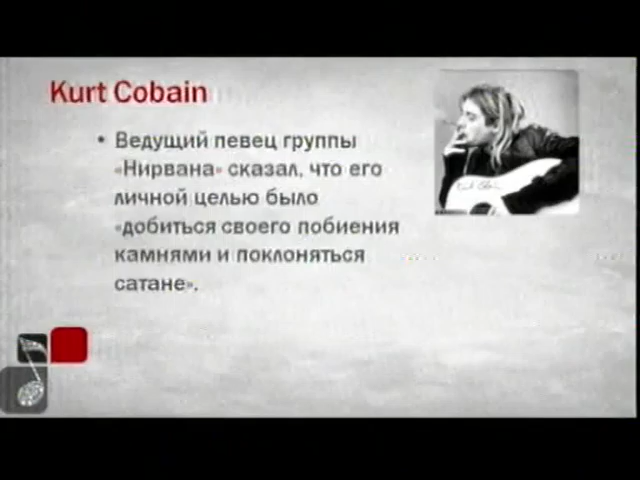 Kurt Cobain
• Ведущий певец группы
«Нирвана» сказал, что его
личной целью было
«добиться своего побиения
камнями и поклоняться
сатане».